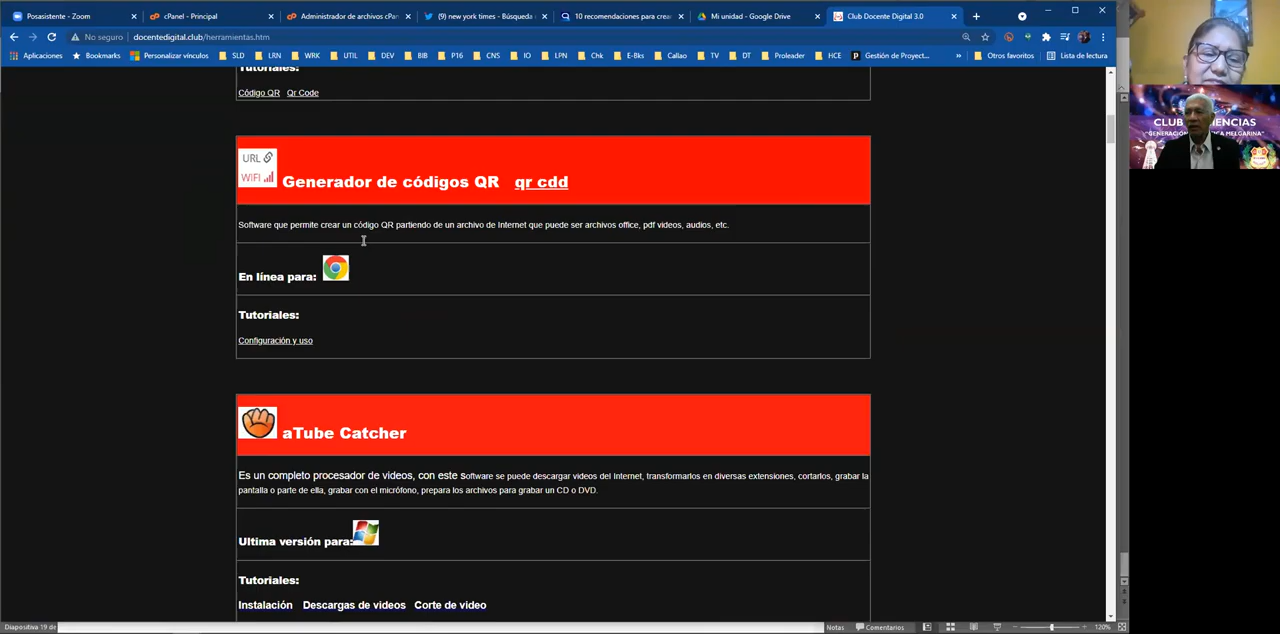 Posasistente - Zoom
cPanel - Principal
Administrador de archivos cPan
(9) new york times - Búsqueda
10 recomendaciones para crea
Mi unidad - Google Drive
Club Docente Digital 3.0
No seguro
docentedigital.club/herramientas.htm
Aplicaciones
Bookmarks
Personalizar vínculos
SLD
LRN
WRK
UTIL
DEV
BIB
P16
CNS
IO
LPN
Chk
E-Bks
Callao
TV
DT
Proleader
HCE
Gestión de Proyect...
»
Otros favoritos
Lista de lectura
Tutoriales:
Código QR Qr Code
URL
WIFI
Generador de códigos QR qr cdd
Software que permite crear un código QR partiendo de un archivo de Internet que puede ser archivos office, pdf videos, audios, etc.
En línea para:
Tutoriales:
Configuración y uso
aTube Catcher
Es un completo procesador de videos, con este software se puede descargar videos del Internet, transformarlos en diversas extensiones, cortarlos, grabar la
pantalla o parte de ella, grabar con el micrófono, prepara los archivos para grabar un CD o DVD.
Ultima versión para:
Tutoriales:
Instalación Descargas de videos Corte de video
Diapositiva 19 de
Notas
Comentarios
120%